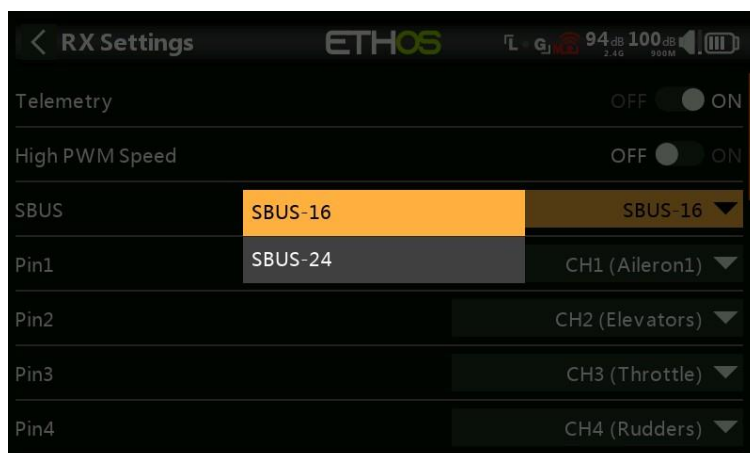 RX Settings ETHOS L G 94dB 100dB
2.4G 900M
Telemetry OFF ON
High PWM Speed OFF ON
SBUS SBUS-16 SBUS-16
SBUS-24
Pin1 CH1 (Aileron1)
Pin2 CH2 (Elevators)
Pin3 CH3 (Throttle)
Pin4 CH4 (Rudders)